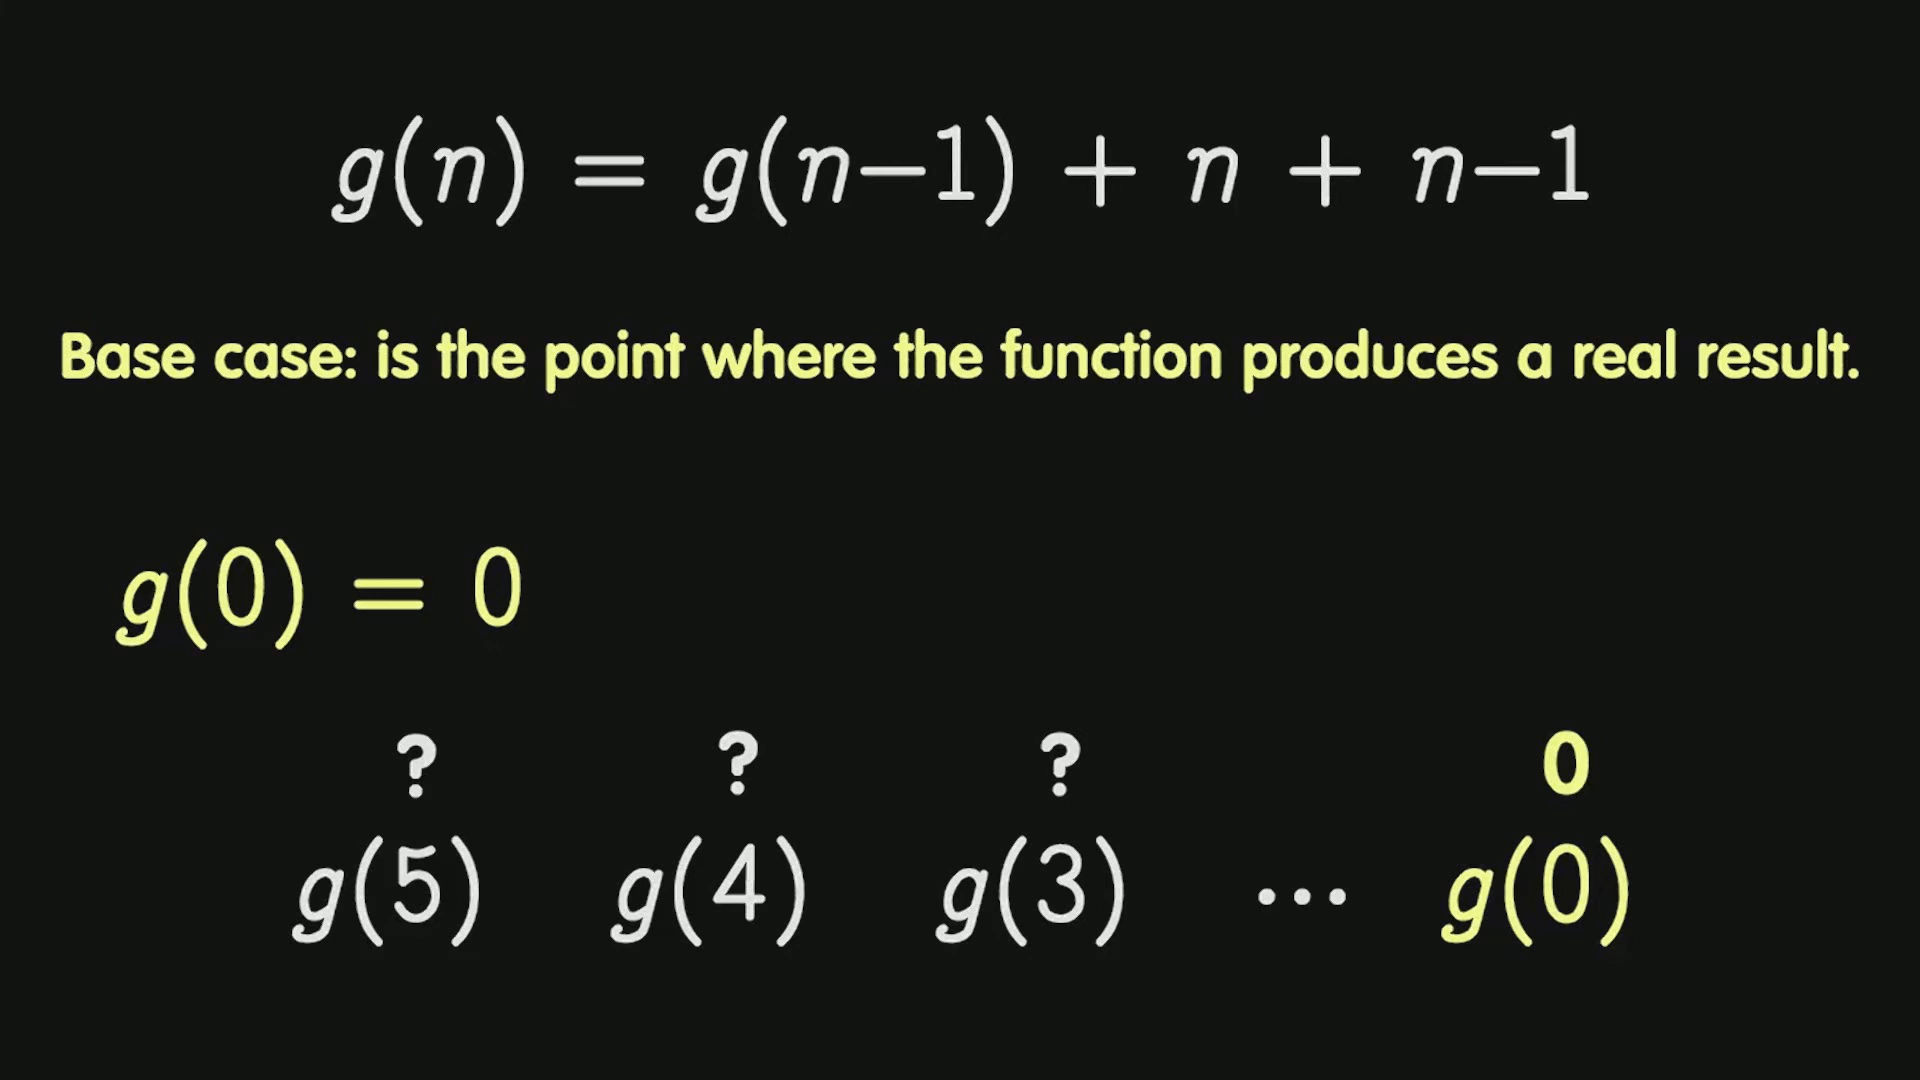 g(n) = g(n−1) + n + n−1
Base case: is the point where the function produces a real result.
g(0) = 0
? ? ? 0
g(5) g(4) g(3) ... g(0)